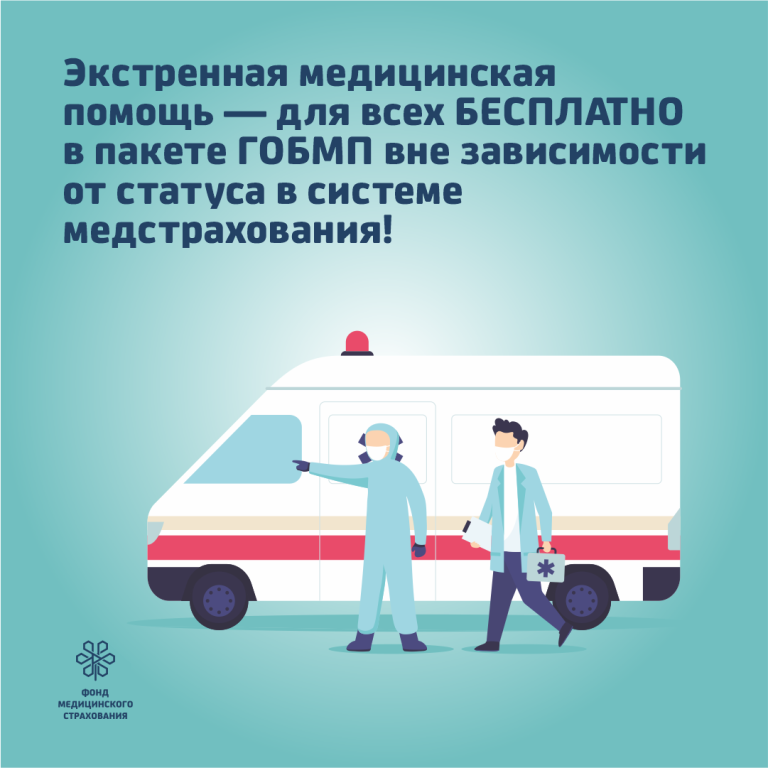 Экстренная медицинская
помощь — для всех БЕСПЛАТНО
в пакете ГОБМП вне зависимости
от статуса в системе
медстрахования!
ФОНД
МЕДИЦИНСКОГО
СТРАХОВАНИЯ